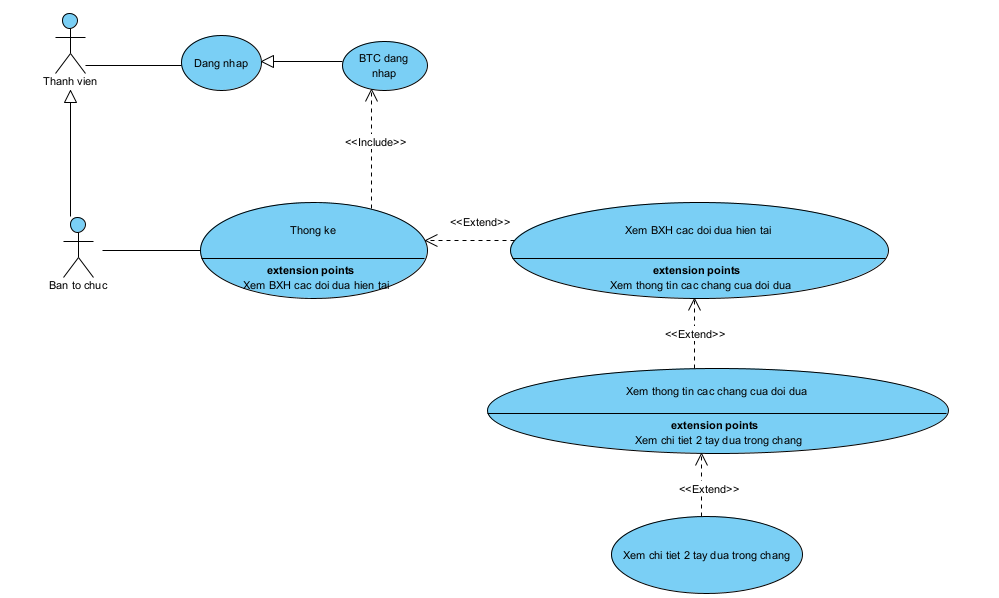 Thanh vien
Dang nhap
BTC dang
nhap
<<Include>>
Ban to chuc
Thong ke
extension points
Xem BXH cac doi dua hien tai
<<Extend>>
Xem BXH cac doi dua hien tai
extension points
Xem thong tin cac chang cua doi dua
<<Extend>>
Xem thong tin cac chang cua doi dua
extension points
Xem chi tiet 2 tay dua trong chang
<<Extend>>
Xem chi tiet 2 tay dua trong chang